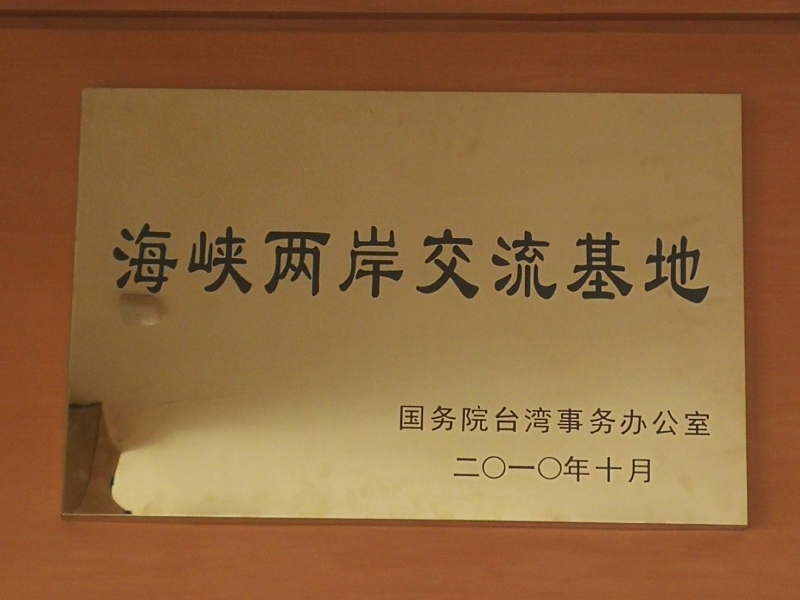 海峡两岸交流基地
国务院台湾事务办公室
二〇一〇年十月